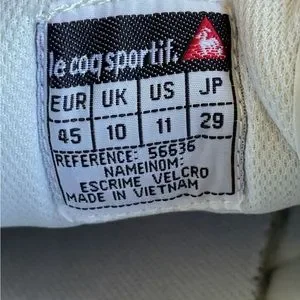 le coq sportif.
EUR UK US JP
45 10 11 29
REFERENCE: 56636
NAME/NOM:
ESCRIME VELCRO
MADE IN VIETNAM